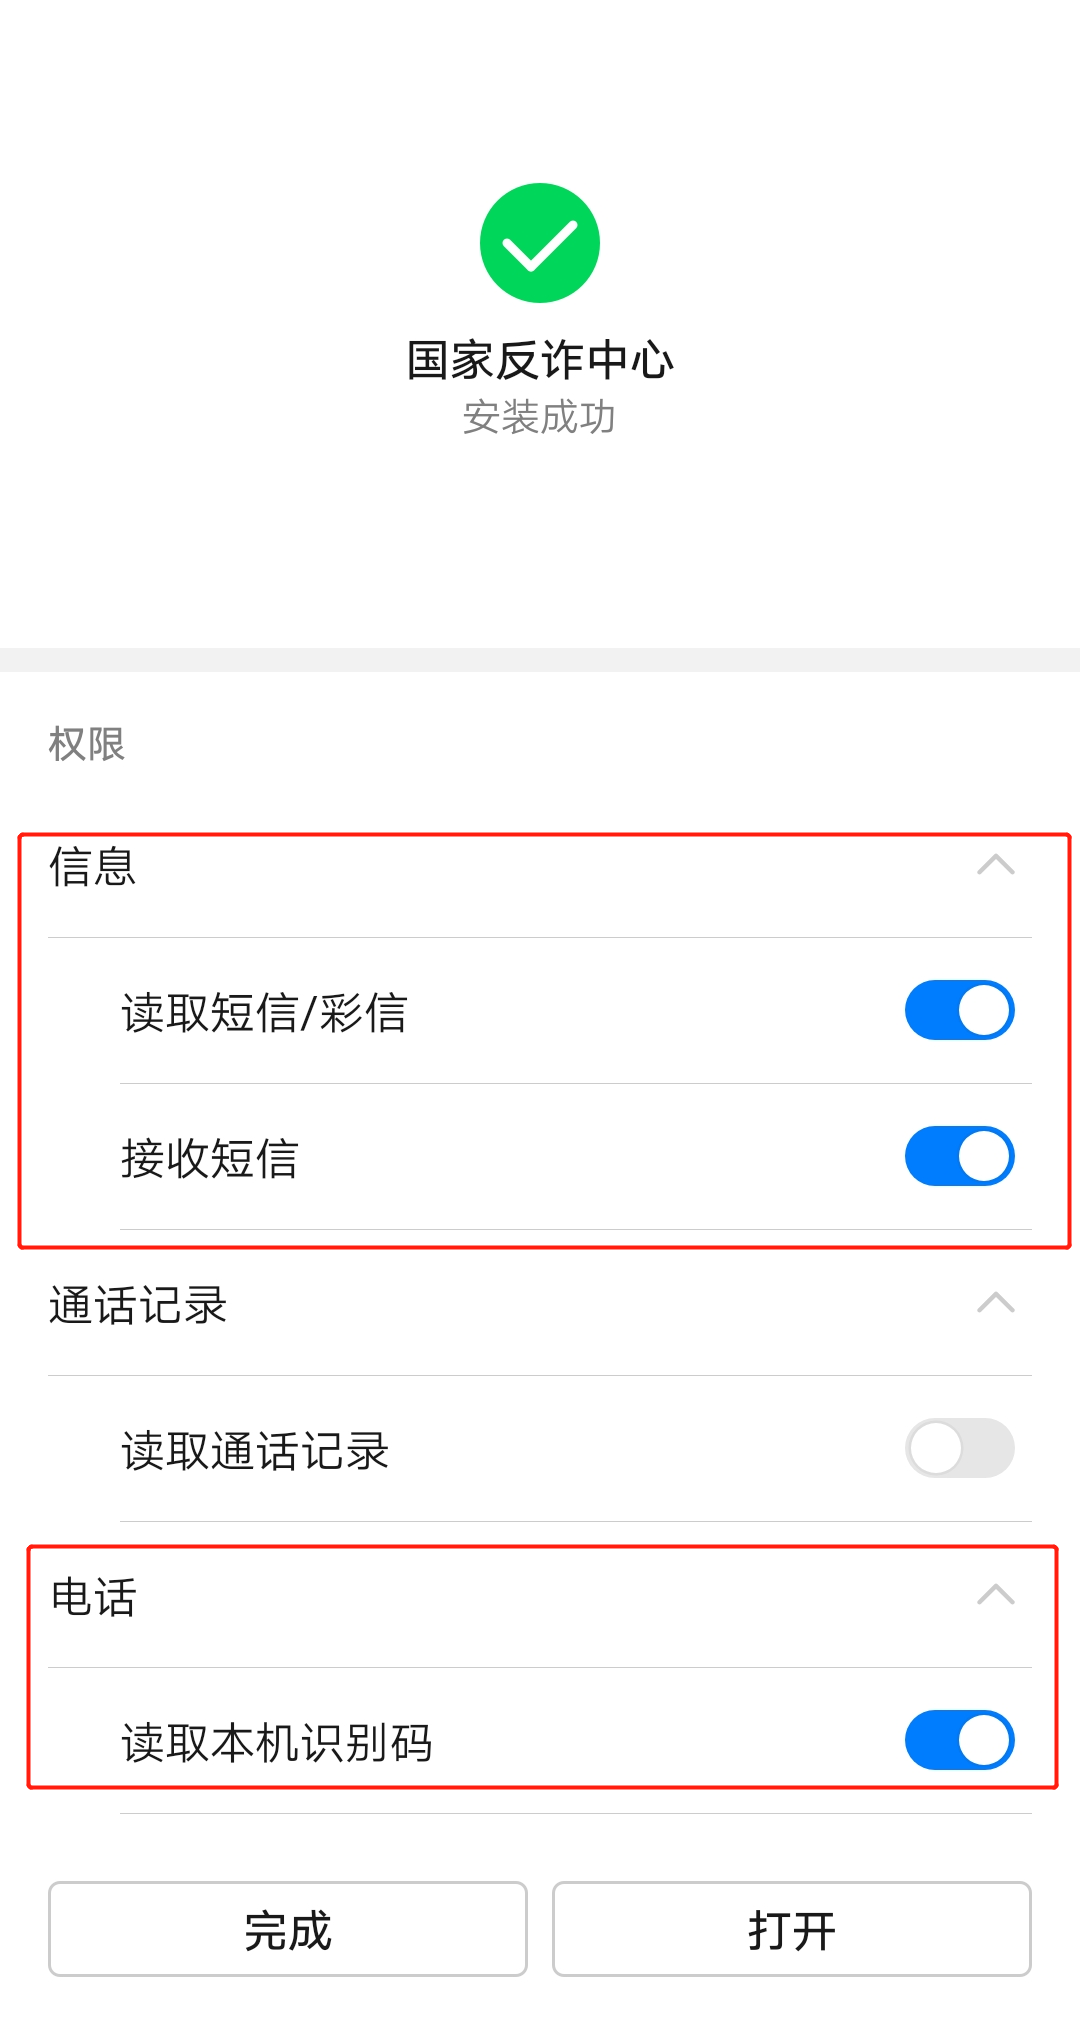 国家反诈中心
安装成功
权限
信息
读取短信/彩信
接收短信
通话记录
读取通话记录
电话
读取本机识别码
完成
打开